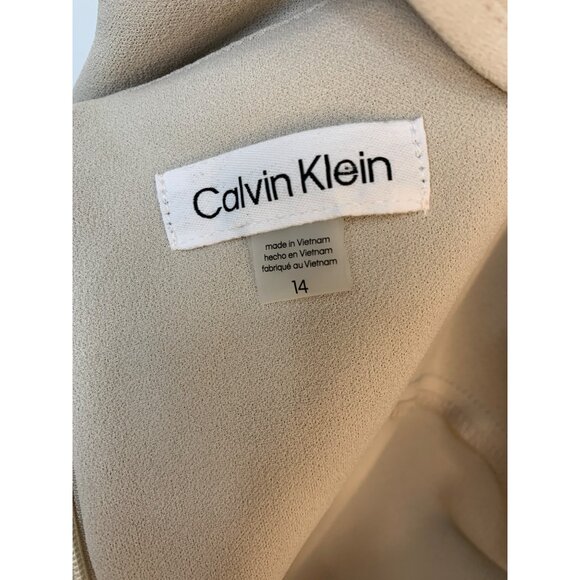 Calvin Klein
made in Vietnam
hecho en Vietnam
fabriqué au Vietnam
14